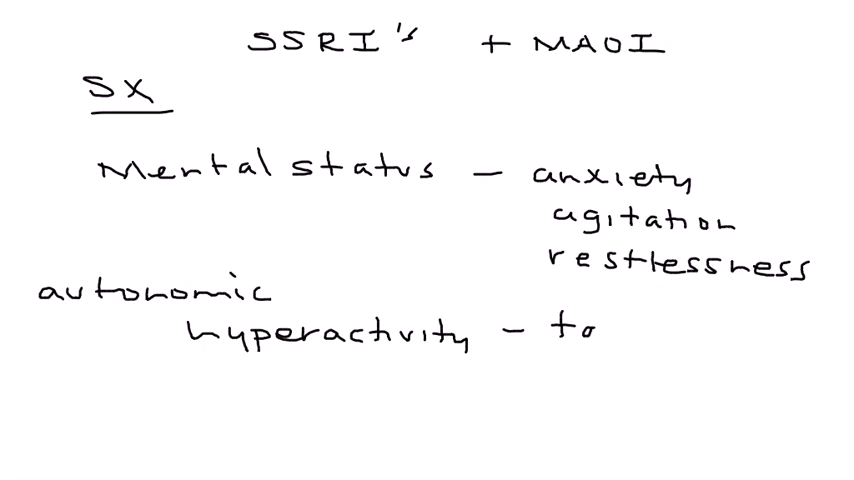 SSRI's + MAOI
SX
Mental status - anxiety
agitation
restlessness
autonomic
hyperactivity - to